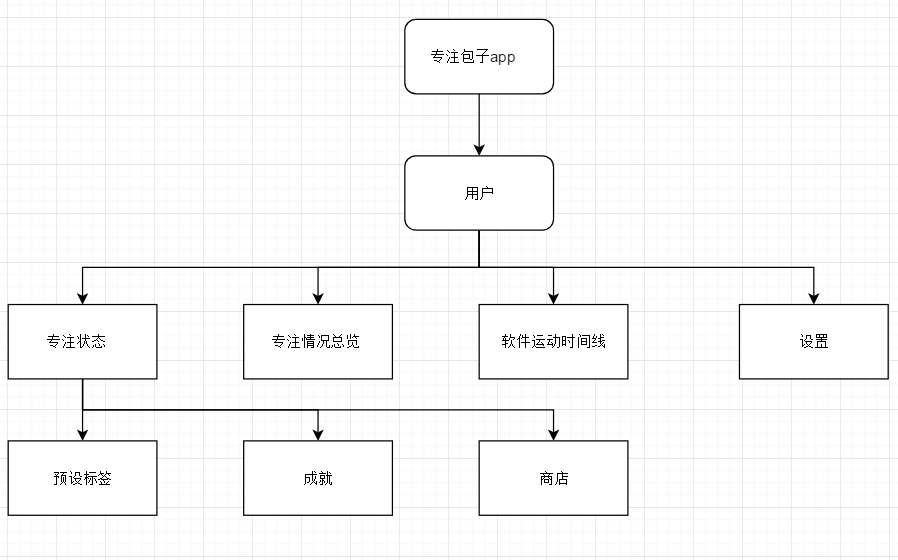 专注包子app
用户
专注状态
专注情况总览
软件运动时间线
设置
预设标签
成就
商店